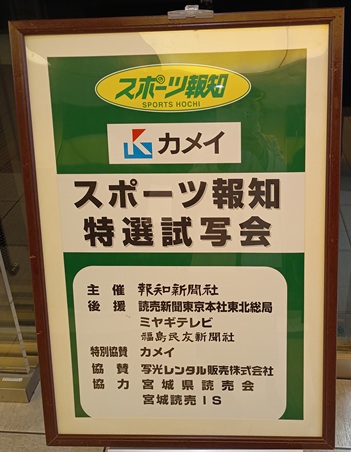 スポーツ報知
SPORTS HOCHI
カメイ
スポーツ報知
特選試写会
主催 報知新聞社
後援 読売新聞東京本社東北総局
ミヤギテレビ
福島民友新聞社
特別協賛 カメイ
協賛 写光レンタル販売株式会社
協力 宮城県読売会
宮城読売IS